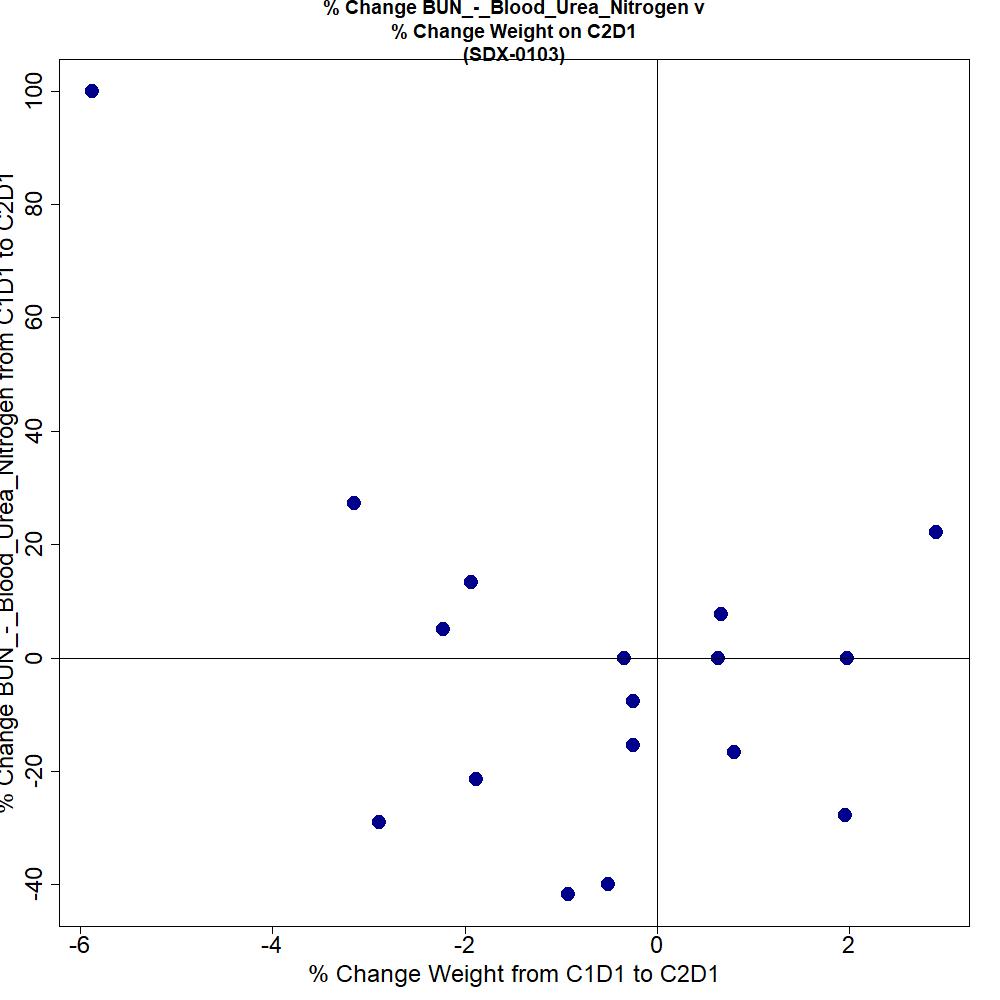 % Change BUN_-_Blood_Urea_Nitrogen v
% Change Weight on C2D1
(SDX-0103)
% Change BUN_-_Blood_Urea_Nitrogen from C1D1 to C2D1
100
80
60
40
20
0
-20
-40
-6
-4
-2
0
2
% Change Weight from C1D1 to C2D1